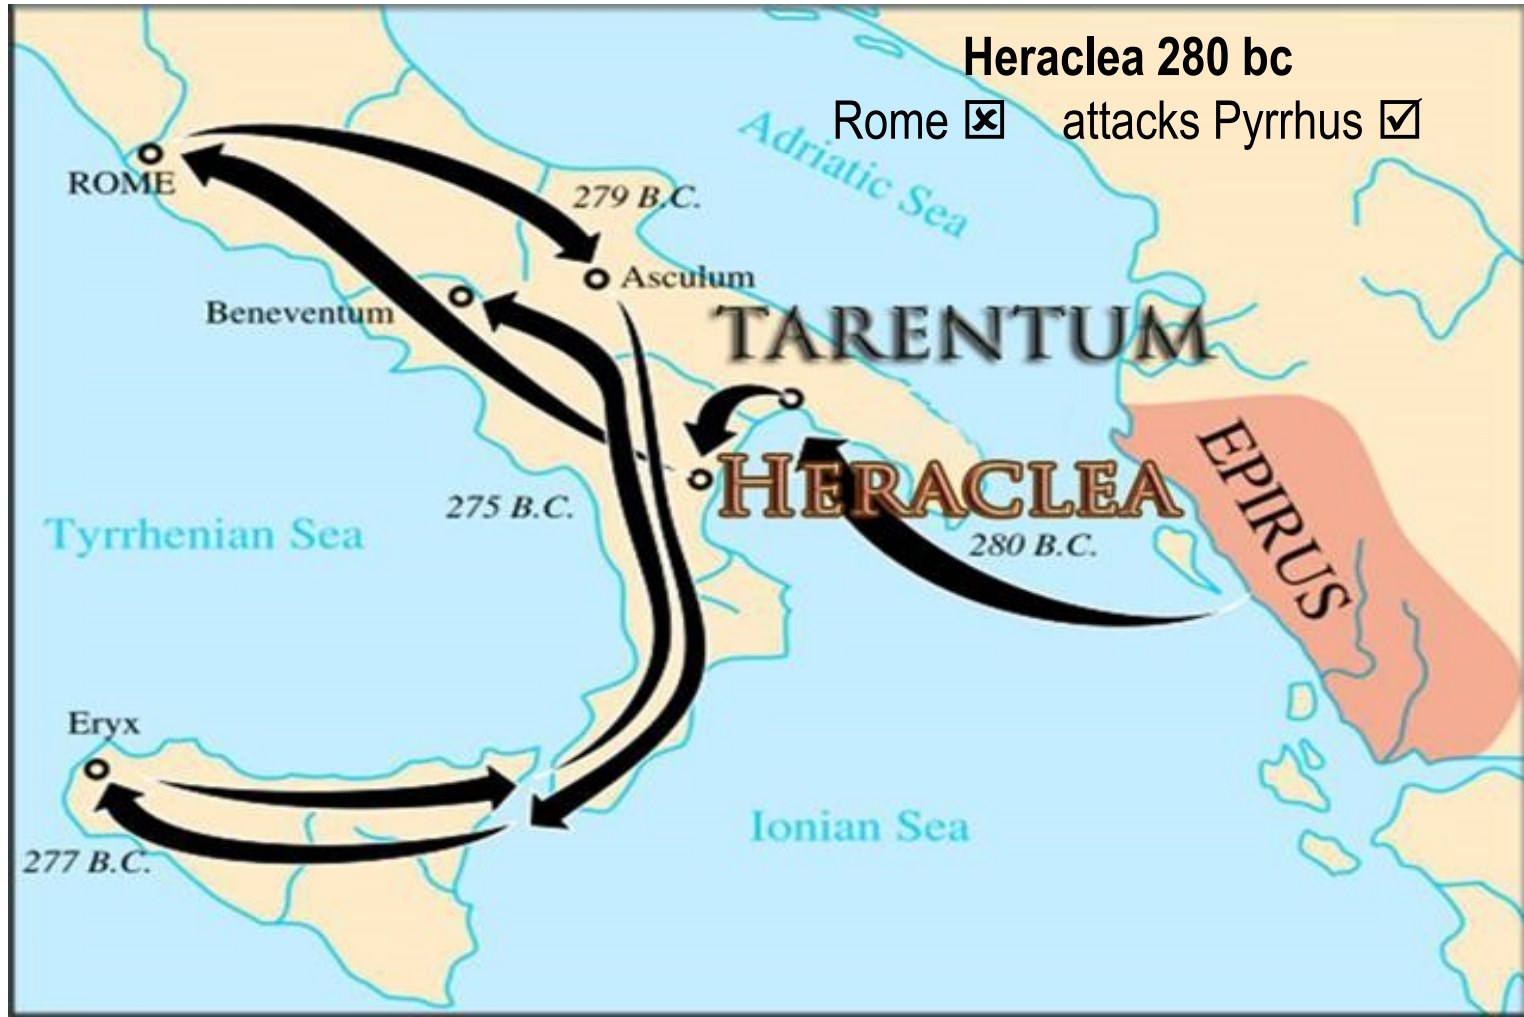 Heraclea 280 bc
Rome ☒ attacks Pyrrhus ☑
Adriatic Sea
ROME
279 B.C.
Asculum
Beneventum
TARENTUM
EPIRUS
HERACLEA
275 B.C.
280 B.C.
Tyrrhenian Sea
Eryx
Ionian Sea
277 B.C.